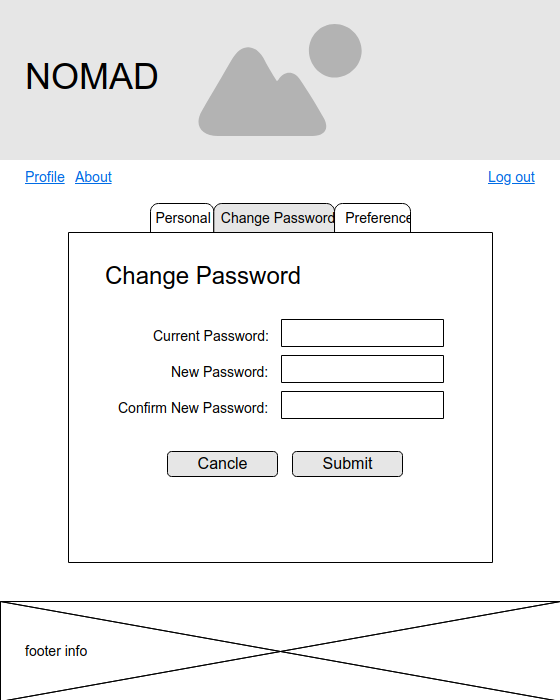 NOMAD
Profile About Log out
Personal Change Password Preference
Change Password
Current Password:
New Password:
Confirm New Password:
Cancle Submit
footer info